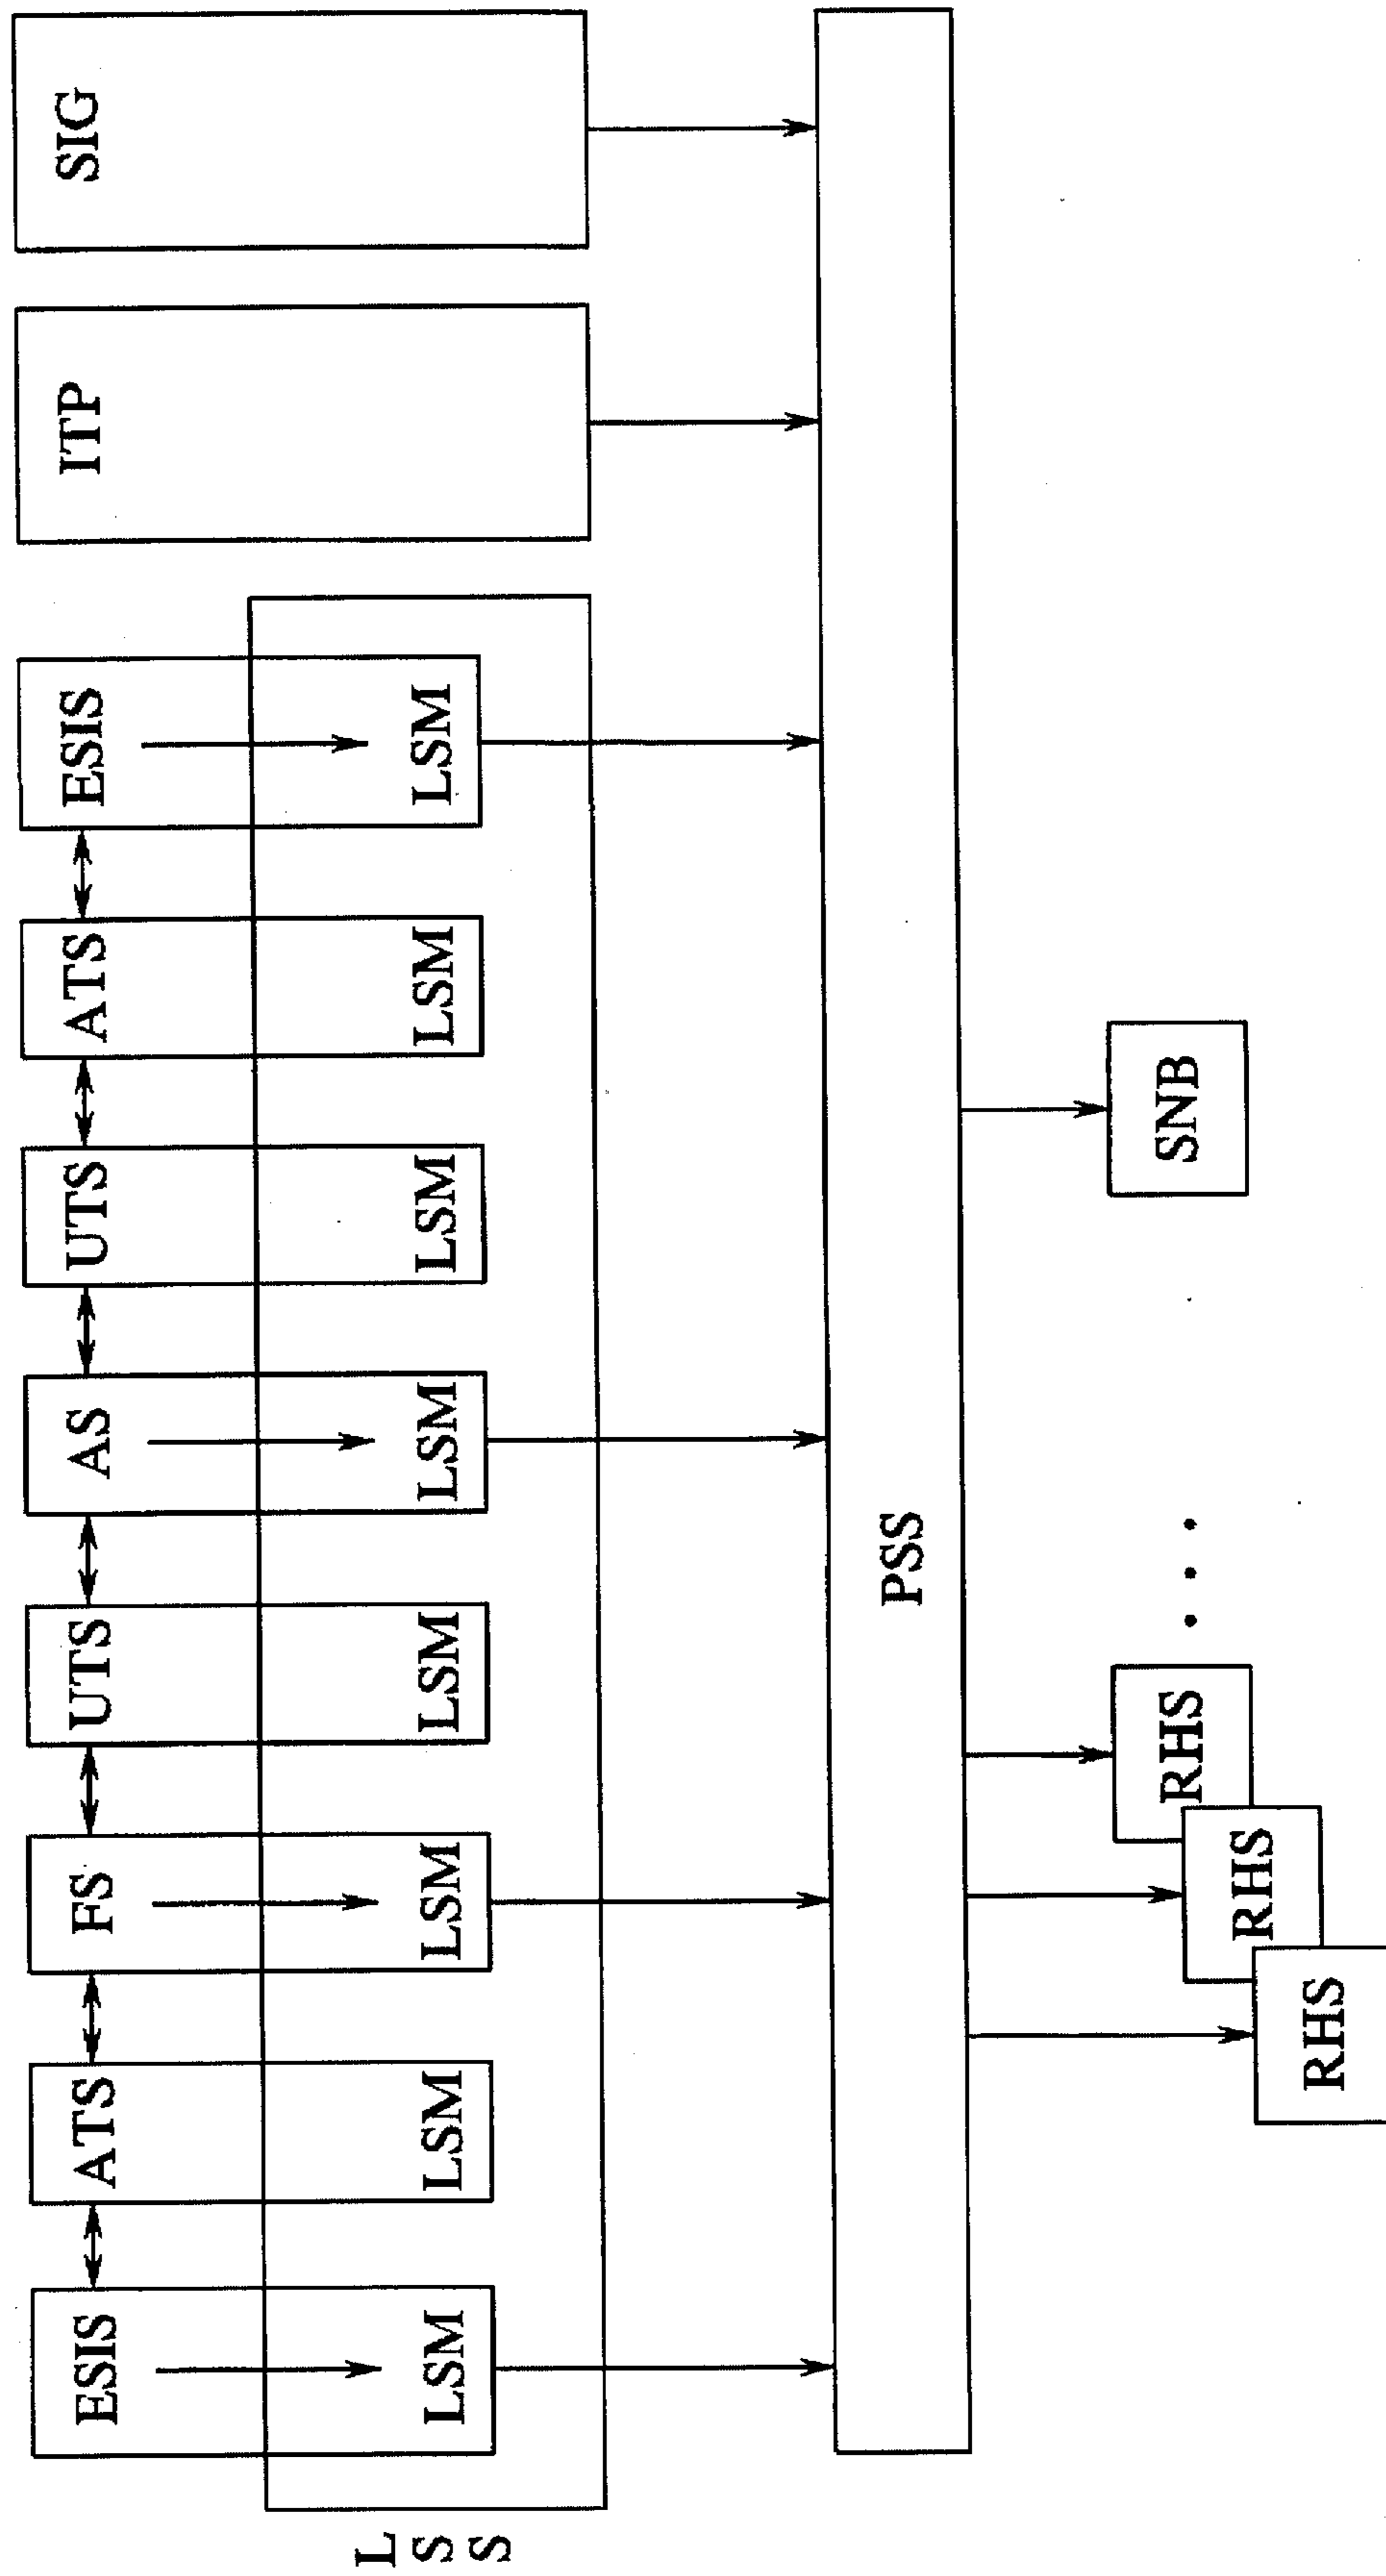 ESIS
ATS
FS
UTS
AS
UTS
ATS
ESIS
ITP
SIG
L
S
S
LSM
LSM
LSM
LSM
LSM
LSM
LSM
LSM
PSS
RHS
RHS
RHS
. . .
SNB